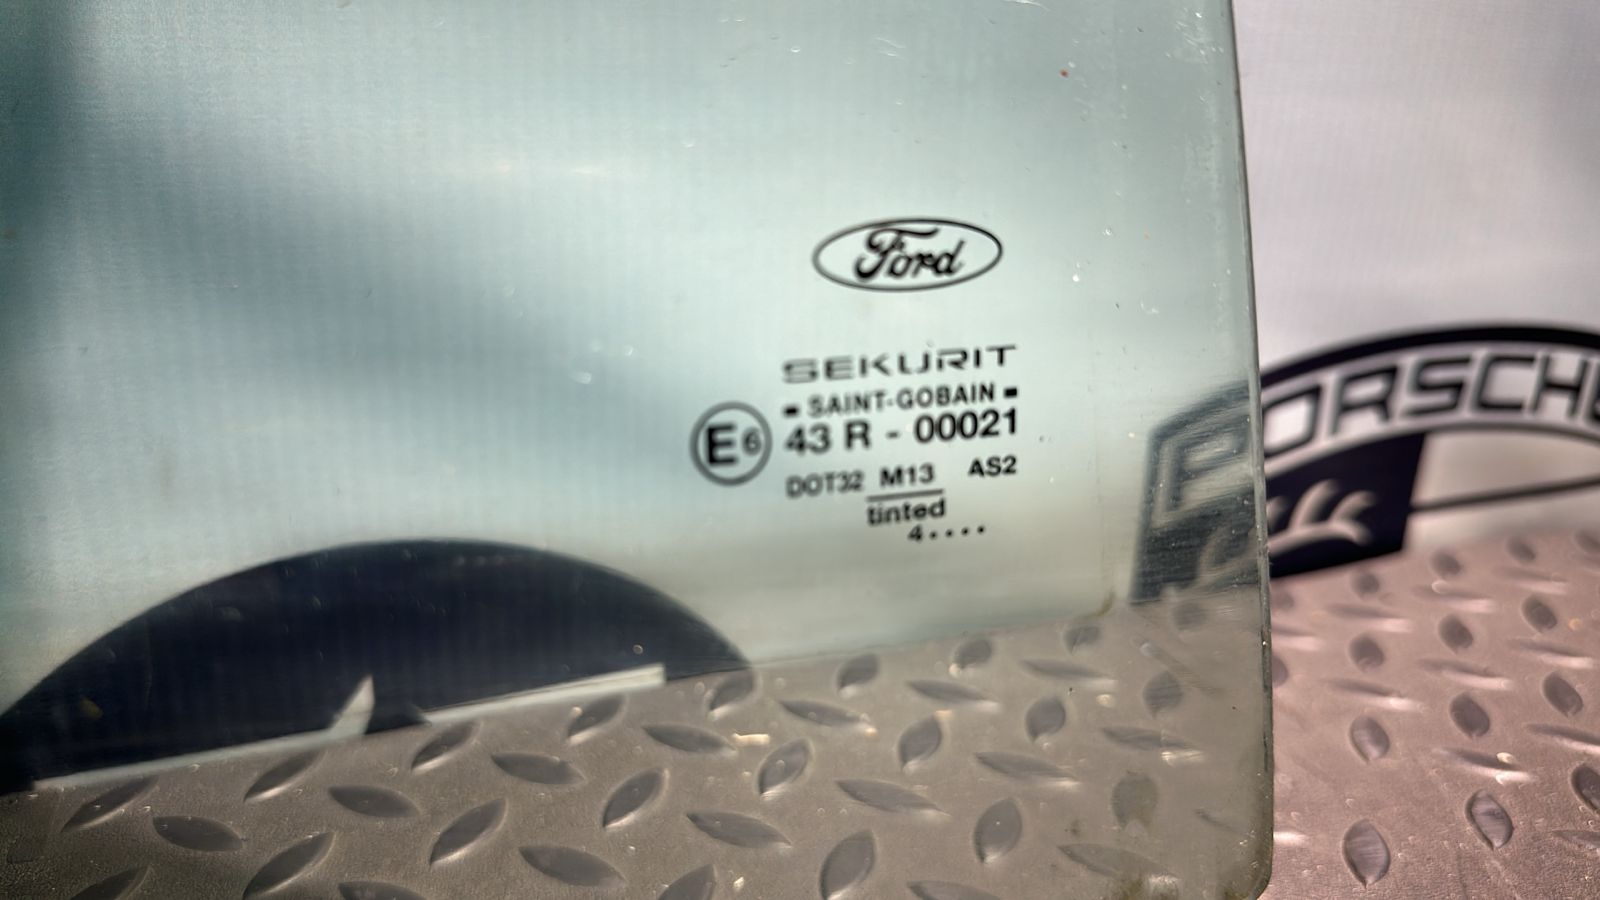 Ford
SEKURIT
▪ SAINT-GOBAIN ▪
E6 43 R - 00021
DOT32 M13 AS2
tinted
4....
PORSCHE